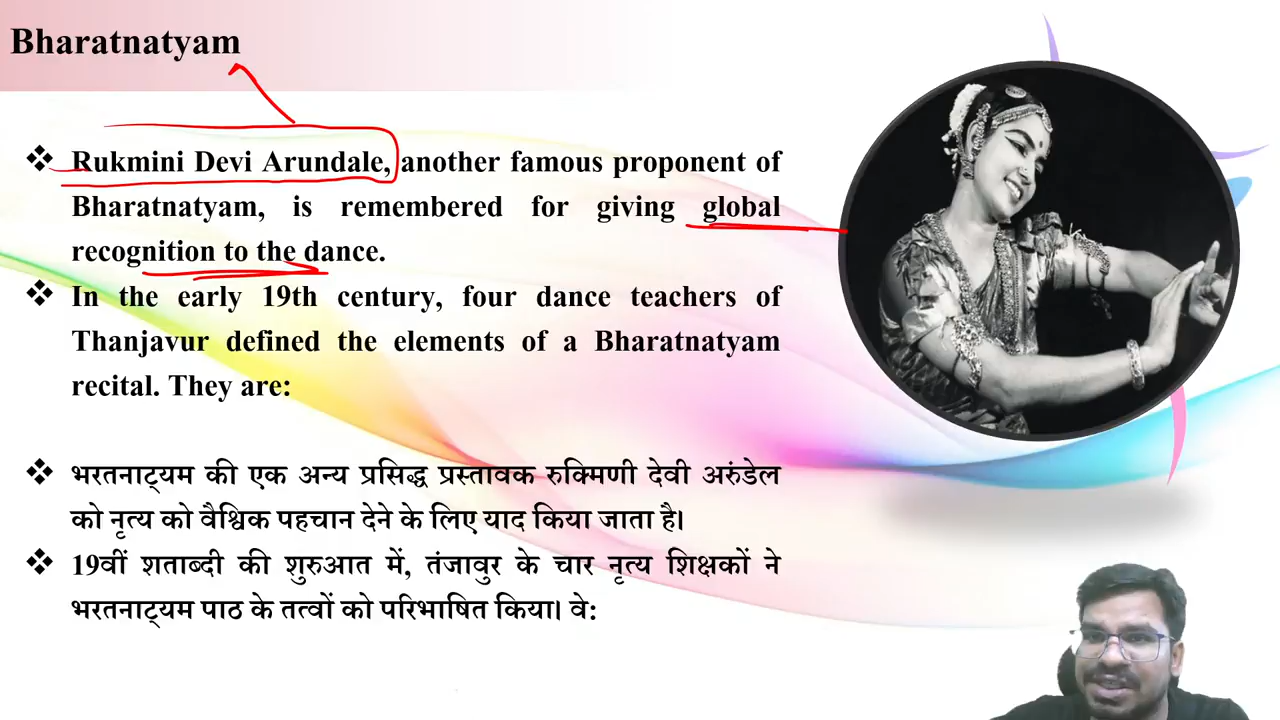 Bharatnatyam
❖ Rukmini Devi Arundale, another famous proponent of
Bharatnatyam, is remembered for giving global
recognition to the dance.
❖ In the early 19th century, four dance teachers of
Thanjavur defined the elements of a Bharatnatyam
recital. They are:
❖ भरतनाट्यम की एक अन्य प्रसिद्ध प्रस्तावक रुक्मिणी देवी अरुंडेल
को नृत्य को वैश्विक पहचान देने के लिए याद किया जाता है।
❖ 19वीं शताब्दी की शुरुआत में, तंजावुर के चार नृत्य शिक्षकों ने
भरतनाट्यम पाठ के तत्वों को परिभाषित किया। वे: